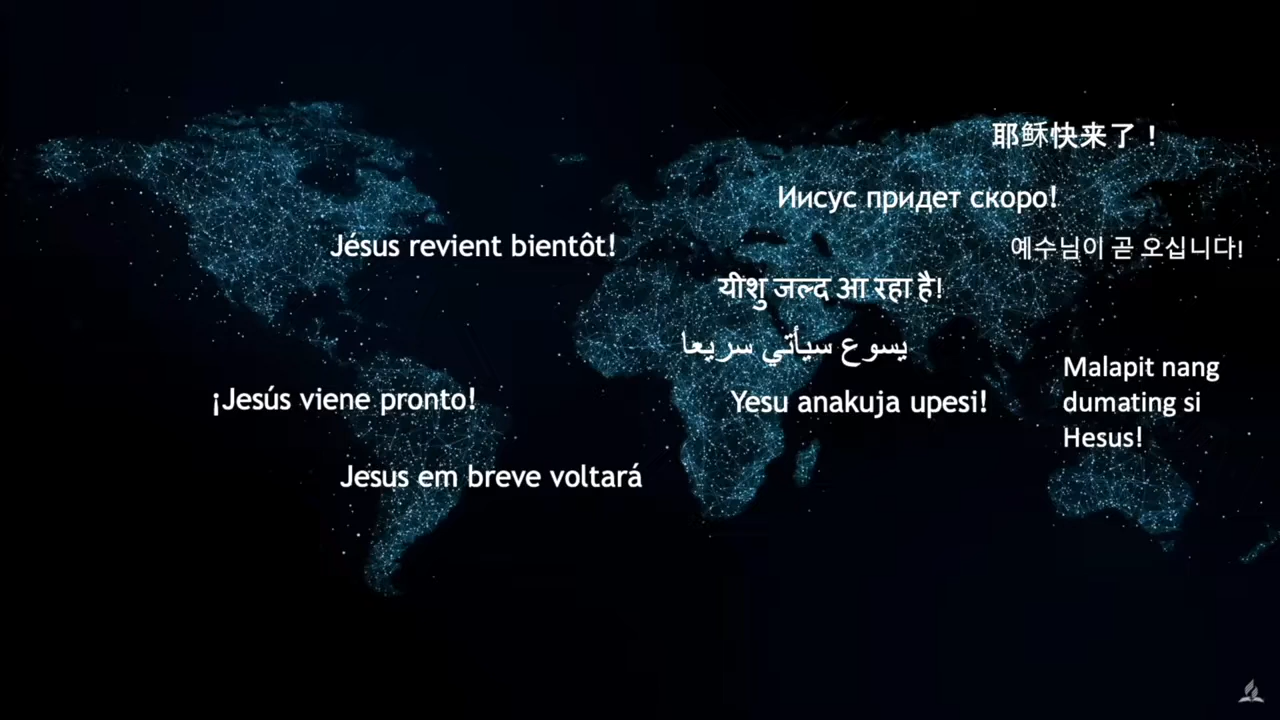 耶稣快来了！
Иисус придет скоро!
Jésus revient bientôt!
예수님이 곧 오십니다!
यीशु जल्द आ रहा है!
يسوع سيأتي سريعا
Malapit nang
dumating si
Hesus!
¡Jesús viene pronto!
Yesu anakuja upesi!
Jesus em breve voltará